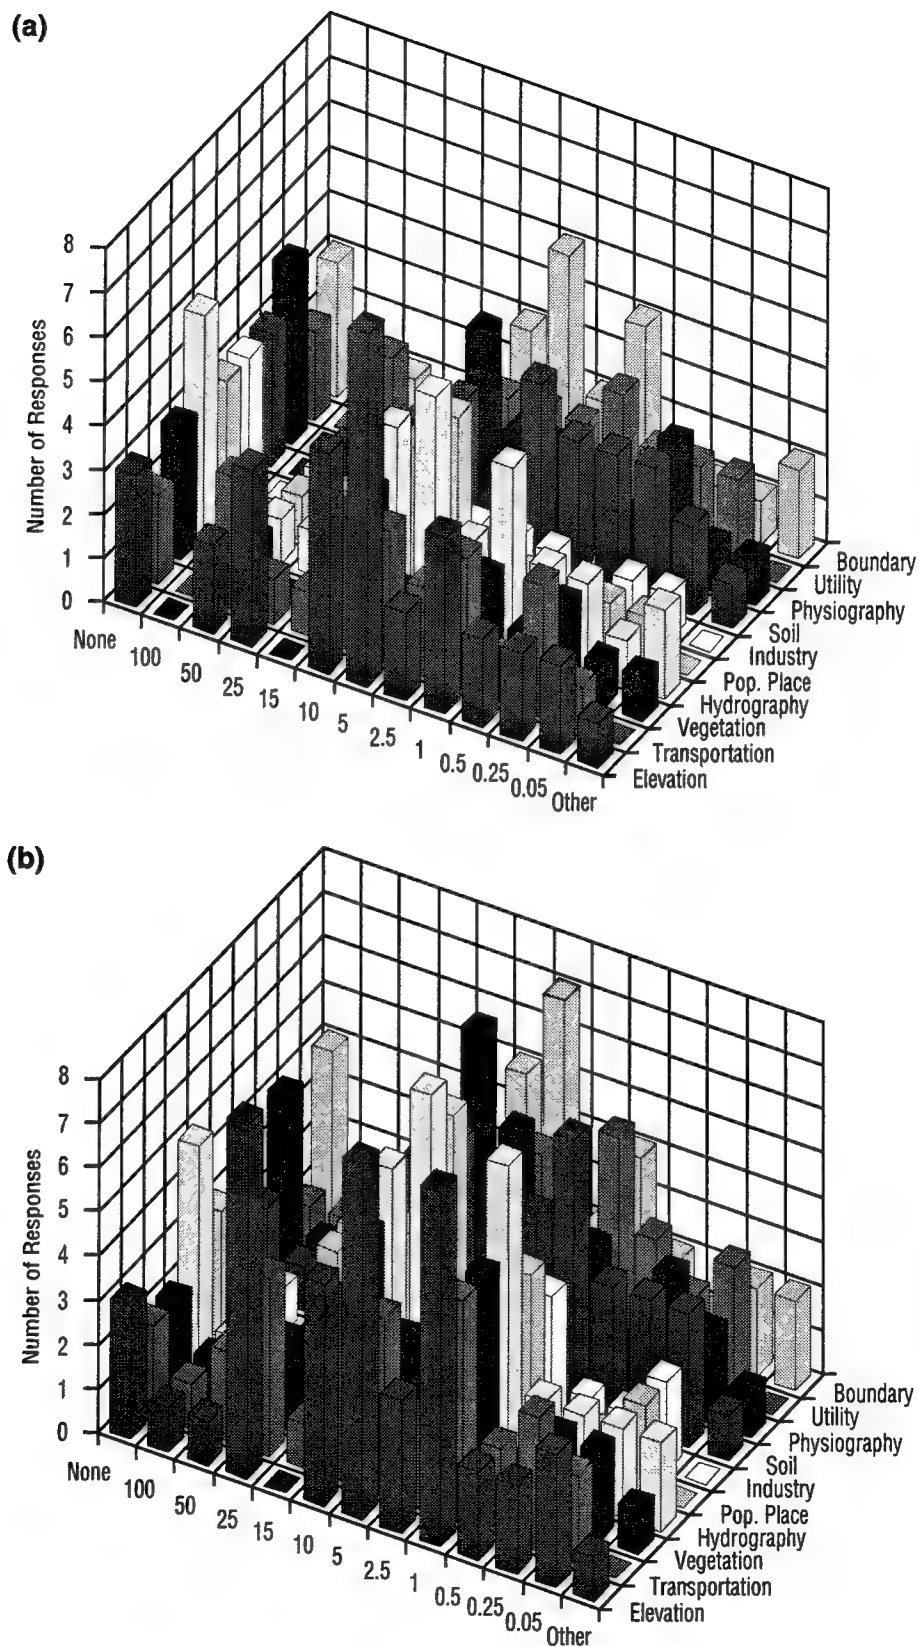 (a)
8
7
6
5
4
3
2
1
0
Number of Responses
None
100
50
25
15
10
5
2.5
1
0.5
0.25
0.05
Other
Boundary
Utility
Physiography
Soil
Industry
Pop. Place
Hydrography
Vegetation
Transportation
Elevation
(b)
8
7
6
5
4
3
2
1
0
Number of Responses
None
100
50
25
15
10
5
2.5
1
0.5
0.25
0.05
Other
Boundary
Utility
Physiography
Soil
Industry
Pop. Place
Hydrography
Vegetation
Transportation
Elevation